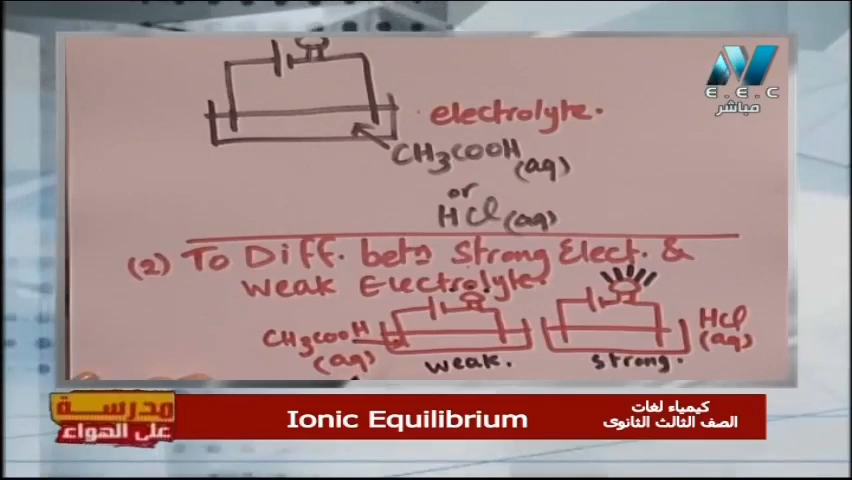 electrolyte.
CH3COOH(aq)
or
HCl(aq)
(2) To Diff. betn Strong Elect. &
Weak Electrolyte.
CH3COOH
(aq)
weak.
strong.
HCl
(aq)
E.E.C
مباشر
مدرسة
على الهواء
Ionic Equilibrium
كيمياء لغات
الصف الثالث الثانوى